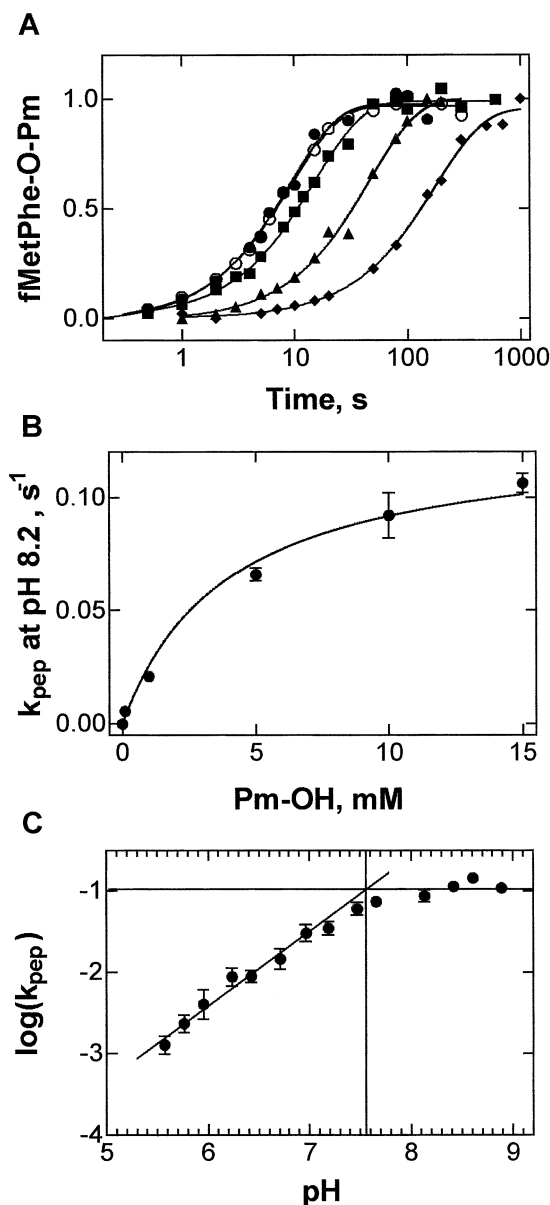 A
fMetPhe-O-Pm
1.0
0.5
0.0
1 10 100 1000
Time, s
B
k_pep at pH 8.2 , s^-1
0.10
0.05
0.00
0 5 10 15
Pm-OH, mM
C
log(k_pep)
-1
-2
-3
-4
5 6 7 8 9
pH